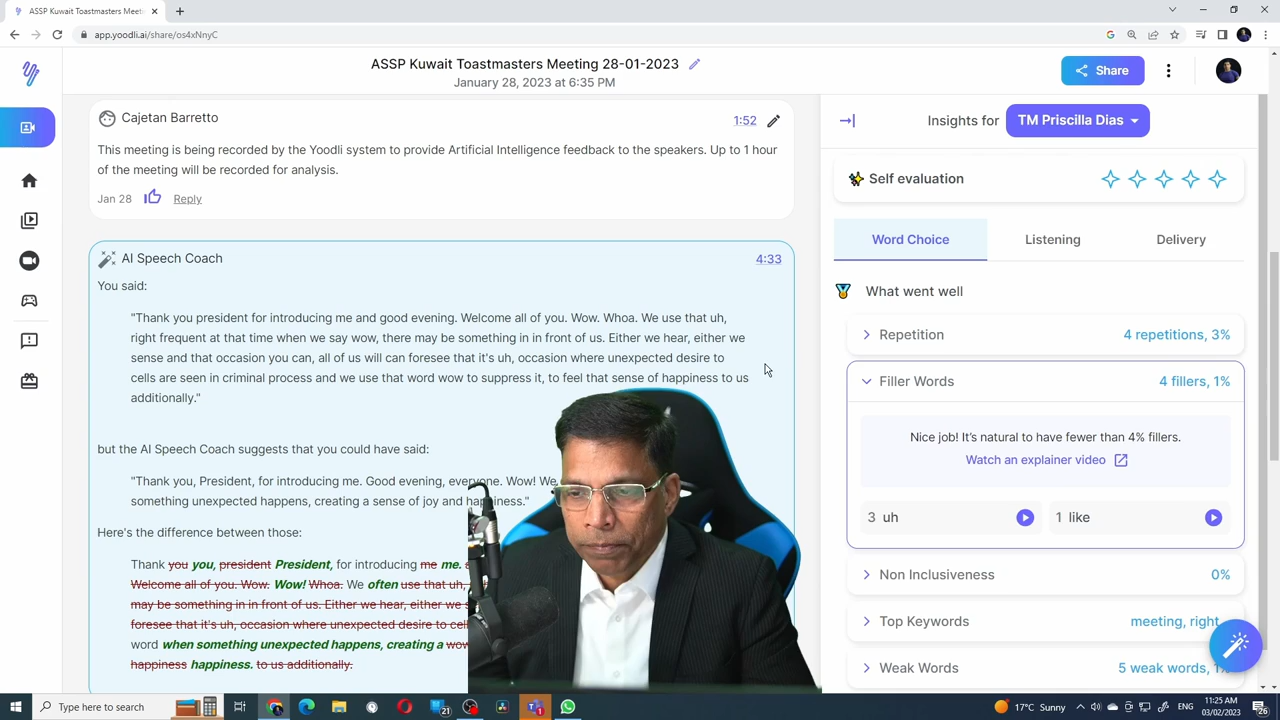 ASSP Kuwait Toastmasters Meeti
app.yoodli.ai/share/os4xNnyC
ASSP Kuwait Toastmasters Meeting 28-01-2023
January 28, 2023 at 6:35 PM
Share
Cajetan Barretto
1:52
This meeting is being recorded by the Yoodli system to provide Artificial Intelligence feedback to the speakers. Up to 1 hour
of the meeting will be recorded for analysis.
Jan 28
Reply
AI Speech Coach
4:33
You said:
"Thank you president for introducing me and good evening. Welcome all of you. Wow. Whoa. We use that uh,
right frequent at that time when we say wow, there may be something in in front of us. Either we hear, either we
sense and that occasion you can, all of us will can foresee that it's uh, occasion where unexpected desire to
cells are seen in criminal process and we use that word wow to suppress it, to feel that sense of happiness to us
additionally."
but the AI Speech Coach suggests that you could have said:
"Thank you, President, for introducing me. Good evening, everyone. Wow! We
something unexpected happens, creating a sense of joy and happiness."
Here's the difference between those:
Thank you you, president President, for introducing me me.
Welcome all of you. Wow. Wow! Whoa. We often use that uh,
may be something in in front of us. Either we hear, either we
foresee that it's uh, occasion where unexpected desire to
word when something unexpected happens, creating a
happiness happiness. to us additionally.
Insights for
TM Priscilla Dias
Self evaluation
Word Choice
Listening
Delivery
What went well
Repetition
4 repetitions, 3%
Filler Words
4 fillers, 1%
Nice job! It's natural to have fewer than 4% fillers.
Watch an explainer video
3 uh
1 like
Non Inclusiveness
0%
Top Keywords
meeting, right
Weak Words
5 weak words,
Type here to search
21
1
17°C Sunny
ENG
11:25 AM
03/02/2023
26